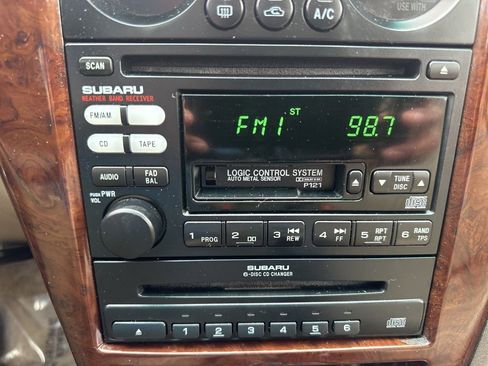 A/C
USE WITH
SCAN
SUBARU
WEATHER BAND RECEIVER
FM/AM
CD TAPE
AUDIO FAD BAL
PUSH PWR
VOL
FM1 ST 98.7
LOGIC CONTROL SYSTEM
AUTO METAL SENSOR
P121
TUNE
DISC
1 PROG 2 3 REW 4 FF 5 RPT RPT 6 RAND TPS
SUBARU
6-DISC CD CHANGER
1 2 3 4 5 6